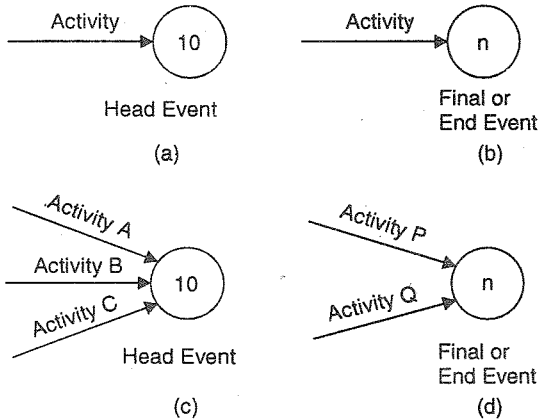 Activity
10
Head Event
(a)
Activity
n
Final or
End Event
(b)
Activity A
Activity B
Activity C
10
Head Event
(c)
Activity P
Activity Q
n
Final or
End Event
(d)